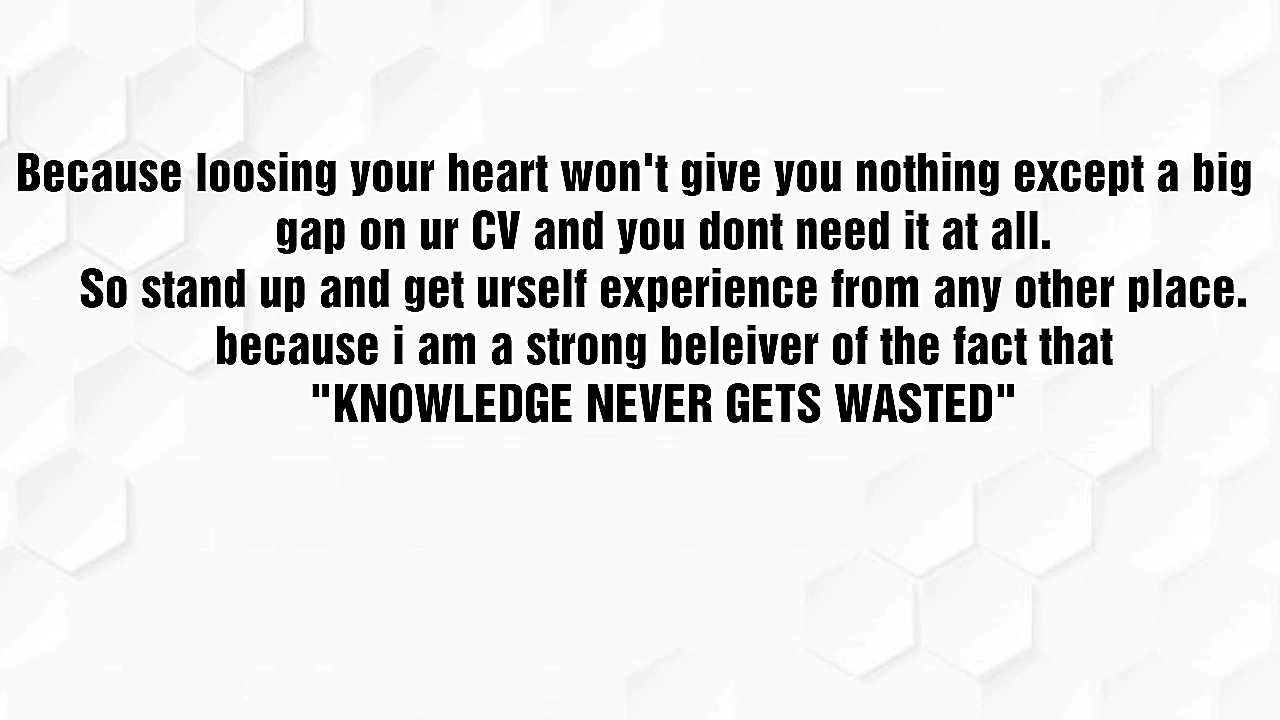 Because loosing your heart won't give you nothing except a big
gap on ur CV and you dont need it at all.
So stand up and get urself experience from any other place.
because i am a strong beleiver of the fact that
"KNOWLEDGE NEVER GETS WASTED"